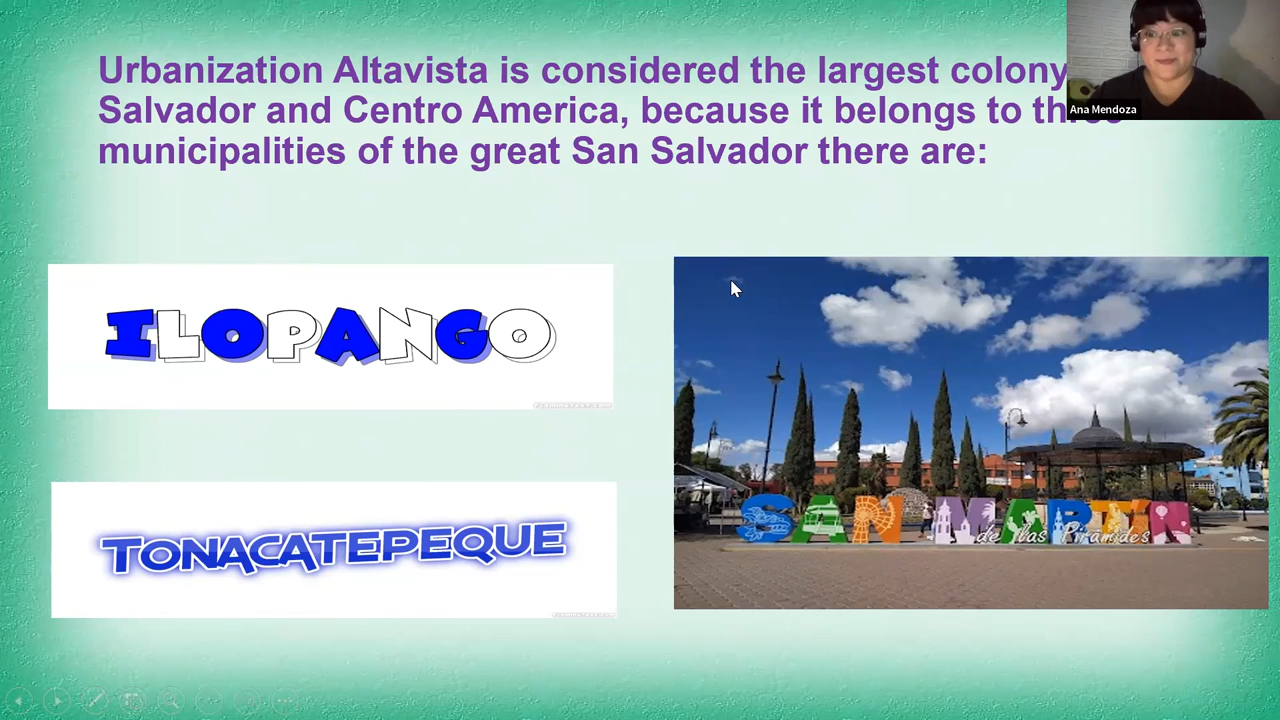 Urbanization Altavista is considered the largest colony
Salvador and Centro America, because it belongs to three
municipalities of the great San Salvador there are:
Ana Mendoza
ILOPANGO
SAN MARTIN
de las Pirámides
TONACATEPEQUE